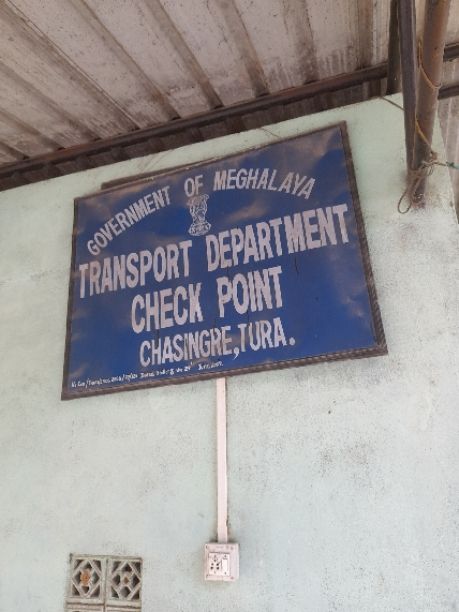 GOVERNMENT OF MEGHALAYA
TRANSPORT DEPARTMENT
CHECK POINT
CHASINGRE, TURA.